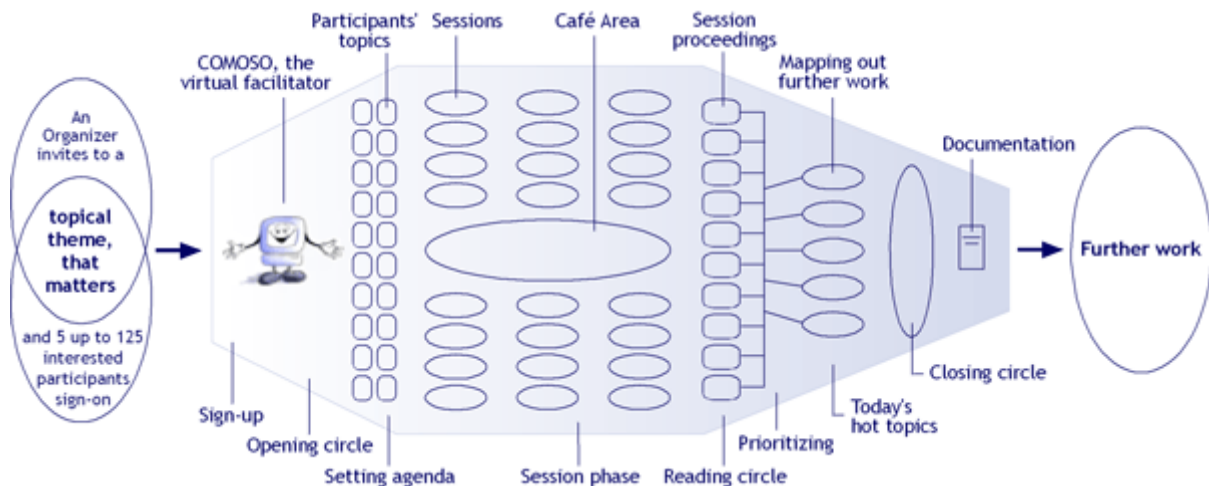 Participants'
topics
Sessions
Café Area
Session
proceedings
COMOSO, the
virtual facilitator
Mapping out
further work
An
Organizer
invites to a
topical
theme,
that
matters
and 5 up to 125
interested
participants
sign-on
Documentation
Further work
Sign-up
Opening circle
Setting agenda
Session phase
Reading circle
Prioritizing
Today's
hot topics
Closing circle